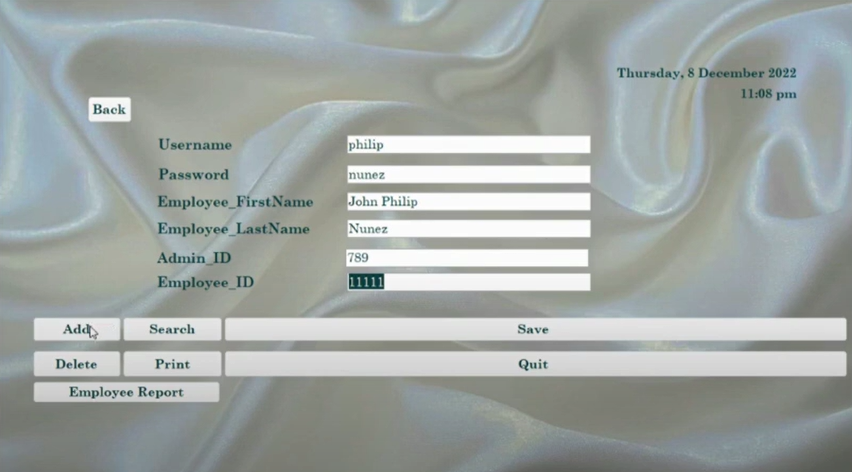 Thursday, 8 December 2022
11:08 pm
Back
Username philip
Password nunez
Employee_FirstName John Philip
Employee_LastName Nunez
Admin_ID 789
Employee_ID 11111
Add Search Save
Delete Print Quit
Employee Report